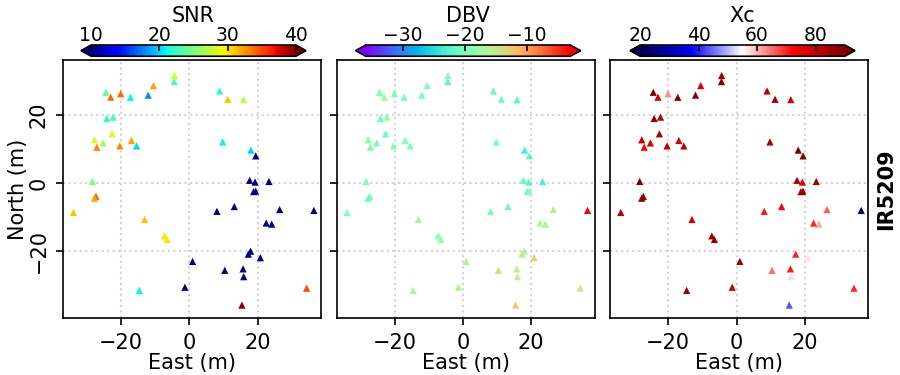 SNR DBV Xc
10 20 30 40 −30 −20 −10 20 40 60 80
North (m)
20
0
−20
−20 0 20 −20 0 20 −20 0 20
East (m) East (m) East (m)
IR5209